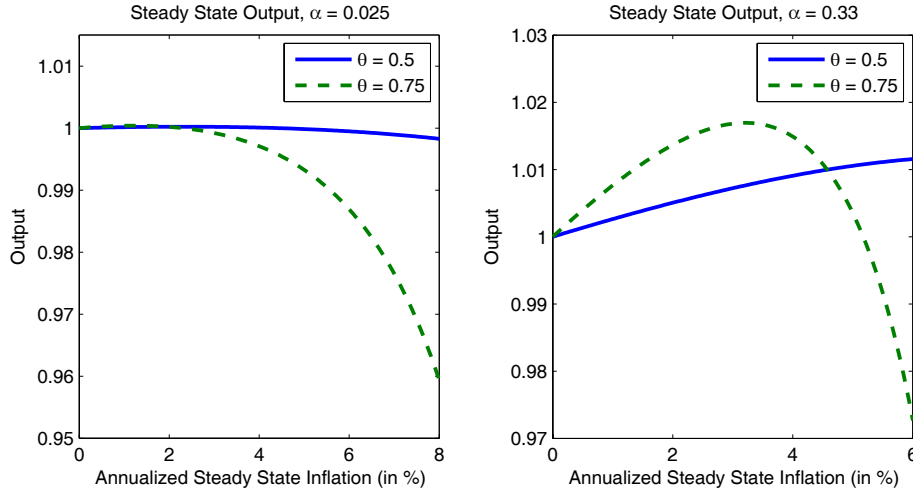 Steady State Output, α = 0.025
1.01
1
0.99
0.98
0.97
0.96
0.95
Output
0 2 4 6 8
Annualized Steady State Inflation (in %)
θ = 0.5
θ = 0.75
Steady State Output, α = 0.33
1.03
1.02
1.01
1
0.99
0.98
0.97
Output
0 2 4 6
Annualized Steady State Inflation (in %)
θ = 0.5
θ = 0.75